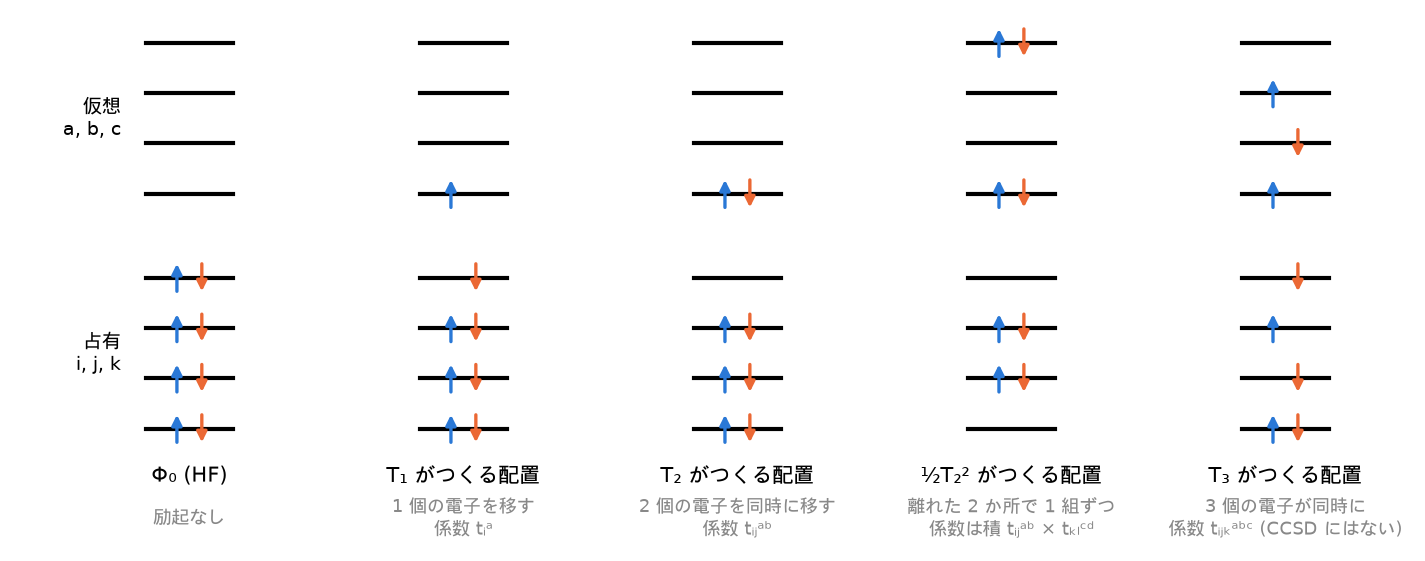 仮想
a, b, c
占有
i, j, k
Φ₀ (HF)
励起なし
T₁ がつくる配置
1 個の電子を移す
係数 tᵢᵃ
T₂ がつくる配置
2 個の電子を同時に移す
係数 tᵢⱼᵃᵇ
½T₂² がつくる配置
離れた 2 か所で 1 組ずつ
係数は積 tᵢⱼᵃᵇ × tₖₗᶜᵈ
T₃ がつくる配置
3 個の電子が同時に
係数 tᵢⱼₖᵃᵇᶜ (CCSD にはない)